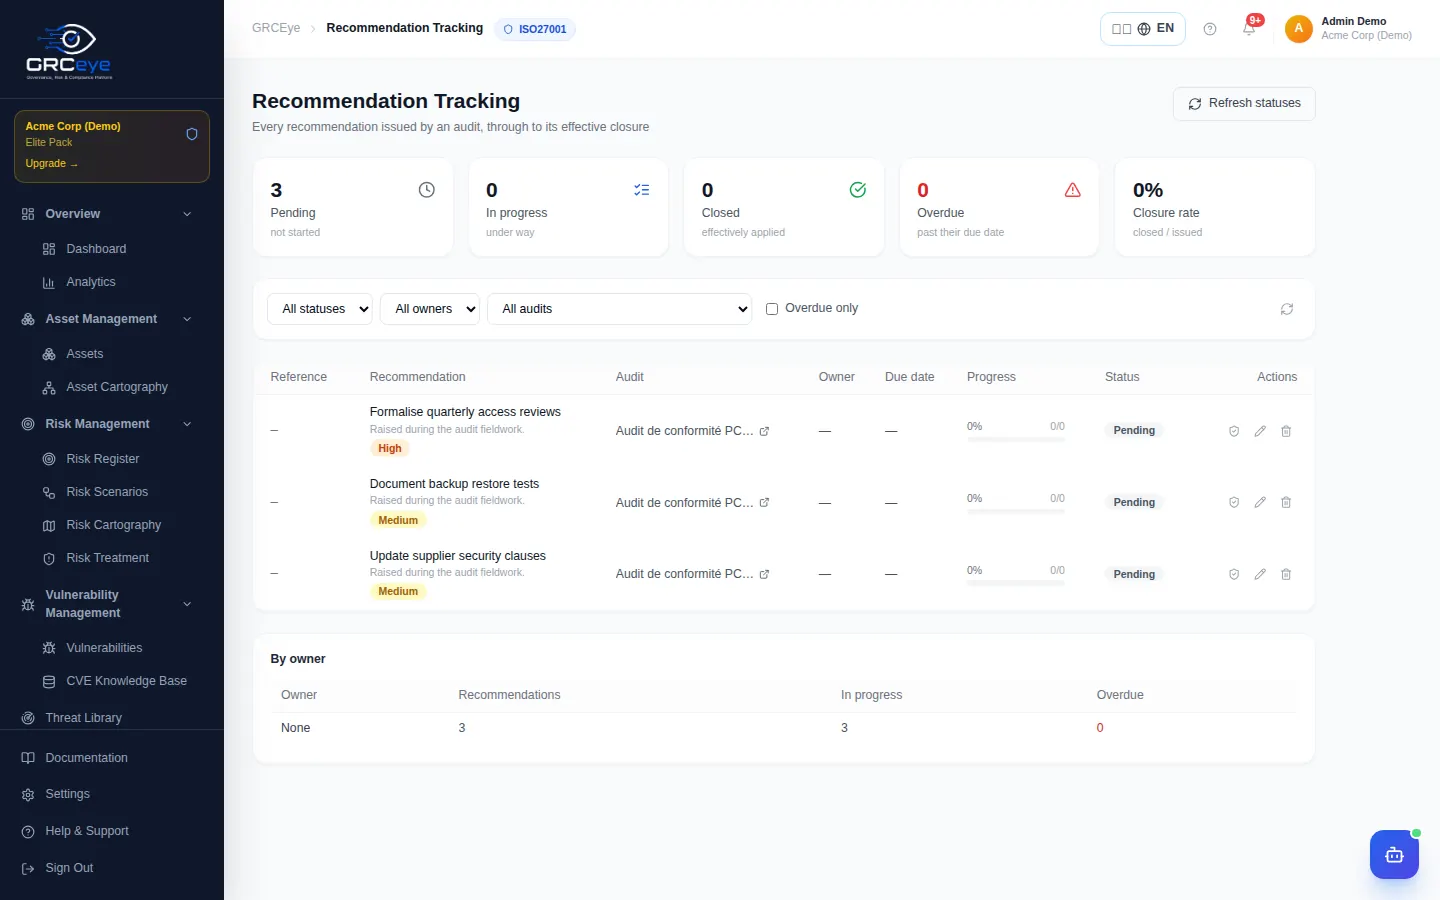 GRCeye
Governance, Risk & Compliance Platform
Acme Corp (Demo)
Elite Pack
Upgrade →
Overview
Dashboard
Analytics
Asset Management
Assets
Asset Cartography
Risk Management
Risk Register
Risk Scenarios
Risk Cartography
Risk Treatment
Vulnerability
Management
Vulnerabilities
CVE Knowledge Base
Threat Library
Documentation
Settings
Help & Support
Sign Out
GRCEye
Recommendation Tracking
ISO27001
EN
9+
A
Admin Demo
Acme Corp (Demo)
Recommendation Tracking
Every recommendation issued by an audit, through to its effective closure
Refresh statuses
3
Pending
not started
0
In progress
under way
0
Closed
effectively applied
0
Overdue
past their due date
0%
Closure rate
closed / issued
All statuses
All owners
All audits
Overdue only
Reference Recommendation Audit Owner Due date Progress Status Actions
Formalise quarterly access reviews
Raised during the audit fieldwork.
High
– Audit de conformité PC… — — 0% 0/0 Pending
Document backup restore tests
Raised during the audit fieldwork.
Medium
– Audit de conformité PC… — — 0% 0/0 Pending
Update supplier security clauses
Raised during the audit fieldwork.
Medium
– Audit de conformité PC… — — 0% 0/0 Pending
By owner
Owner Recommendations In progress Overdue
None 3 3 0